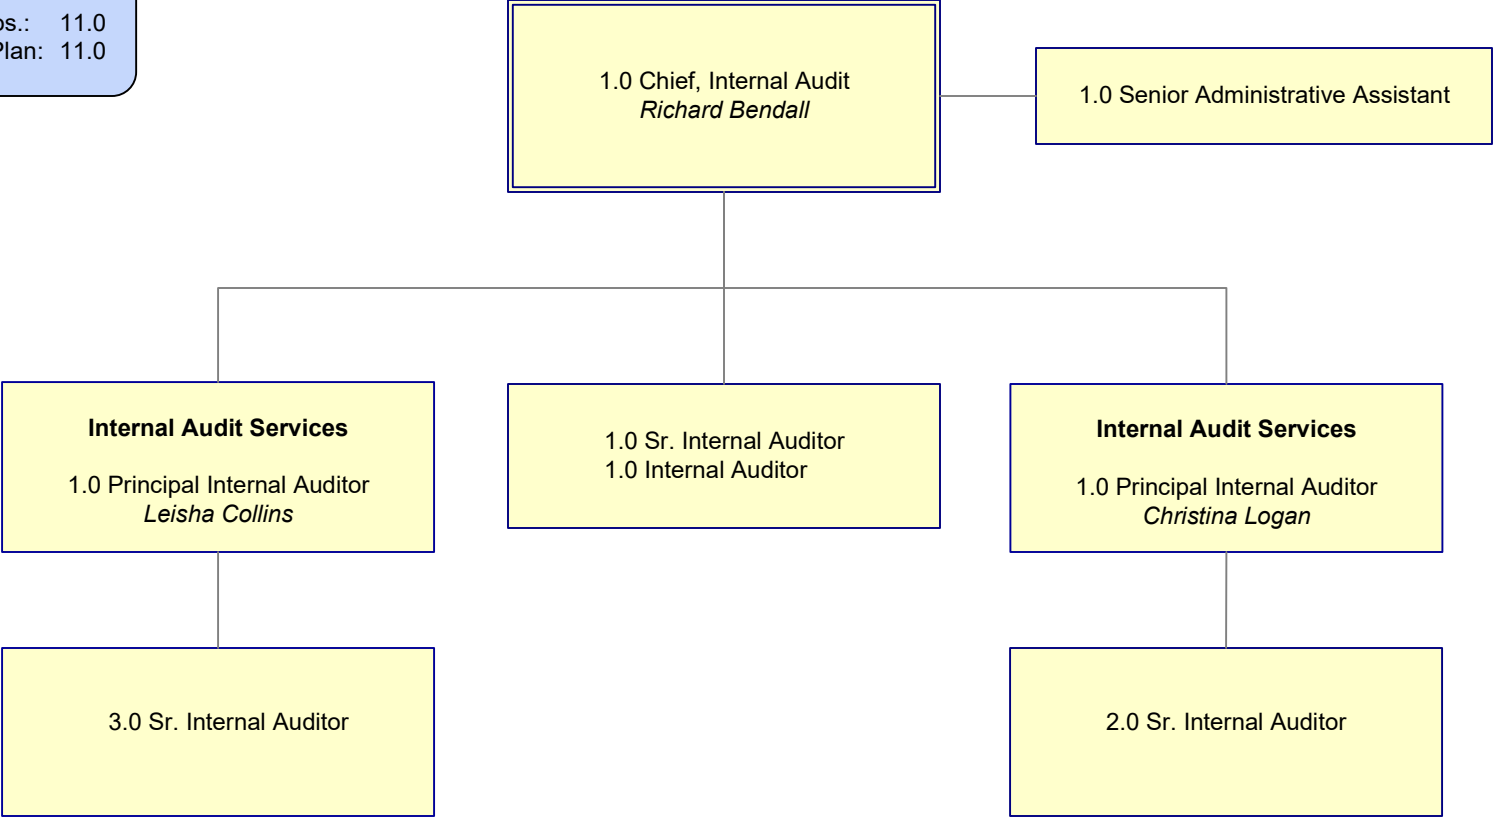 11.0
11.0
1.0 Chief, Internal Audit
Richard Bendall
1.0 Senior Administrative Assistant
Internal Audit Services
1.0 Principal Internal Auditor
Leisha Collins
1.0 Sr. Internal Auditor
1.0 Internal Auditor
Internal Audit Services
1.0 Principal Internal Auditor
Christina Logan
3.0 Sr. Internal Auditor
2.0 Sr. Internal Auditor